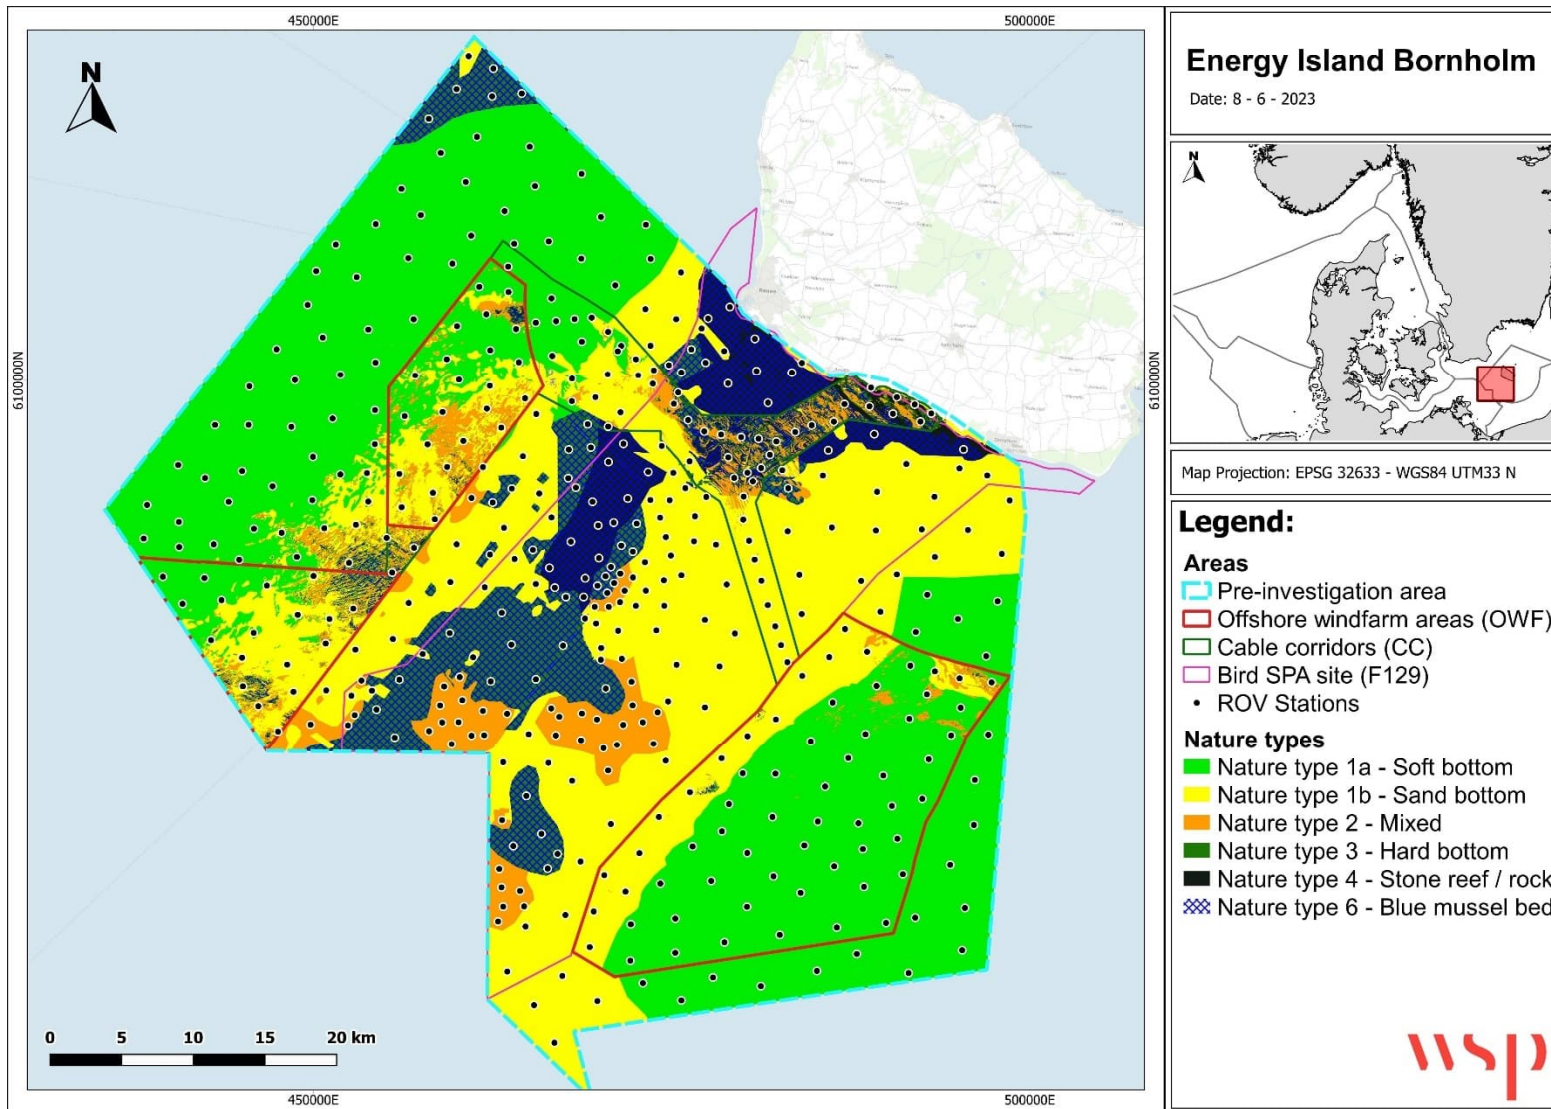 450000E
500000E
N
6100000N
6100000N
0 5 10 15 20 km
450000E
500000E
Energy Island Bornholm
Date: 8 - 6 - 2023
N
Map Projection: EPSG 32633 - WGS84 UTM33 N
Legend:
Areas
Pre-investigation area
Offshore windfarm areas (OWF)
Cable corridors (CC)
Bird SPA site (F129)
ROV Stations
Nature types
Nature type 1a - Soft bottom
Nature type 1b - Sand bottom
Nature type 2 - Mixed
Nature type 3 - Hard bottom
Nature type 4 - Stone reef / rock
Nature type 6 - Blue mussel bed
wsp